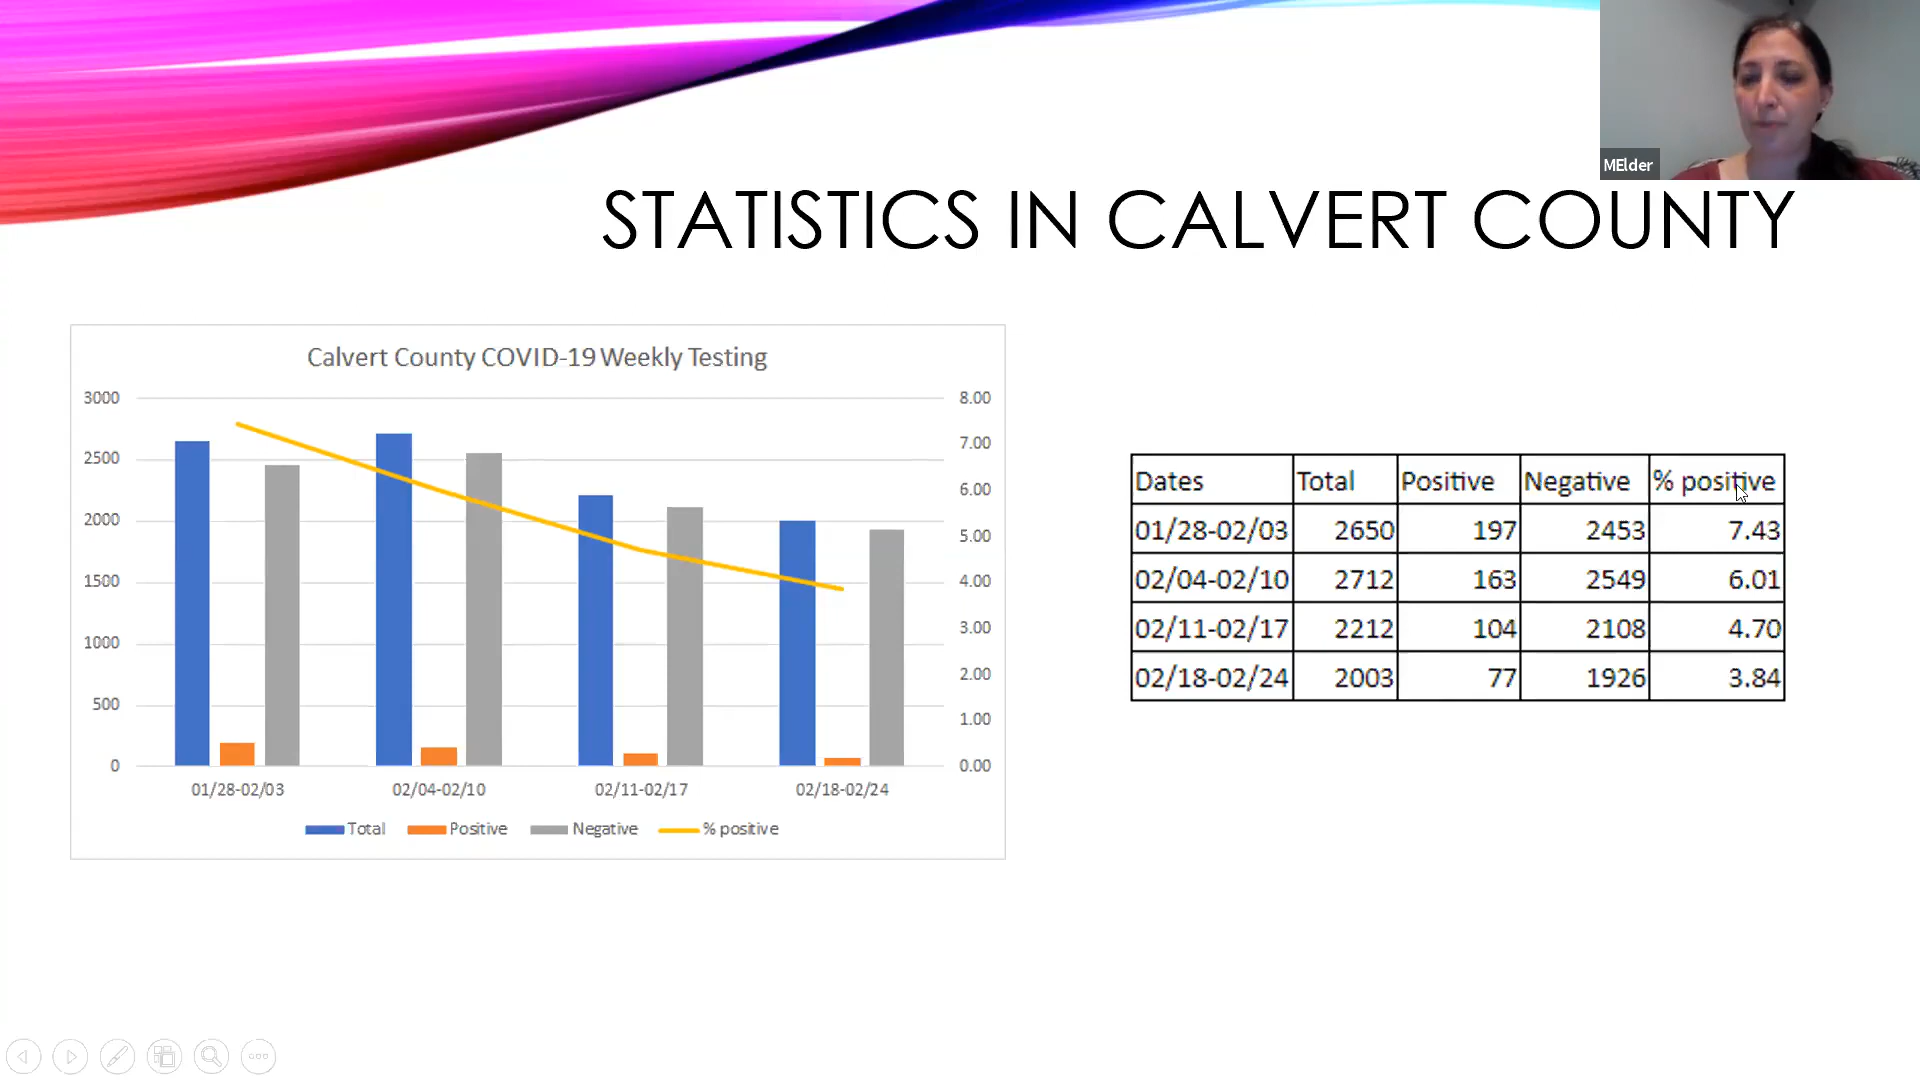 MElder
STATISTICS IN CALVERT COUNTY
Calvert County COVID-19 Weekly Testing
3000 8.00
2500 7.00
2000 6.00
1500 5.00
1000 4.00
500 3.00
0 2.00
1.00
0.00
01/28-02/03 02/04-02/10 02/11-02/17 02/18-02/24
Total Positive Negative % positive
Dates Total Positive Negative % positive
01/28-02/03 2650 197 2453 7.43
02/04-02/10 2712 163 2549 6.01
02/11-02/17 2212 104 2108 4.70
02/18-02/24 2003 77 1926 3.84